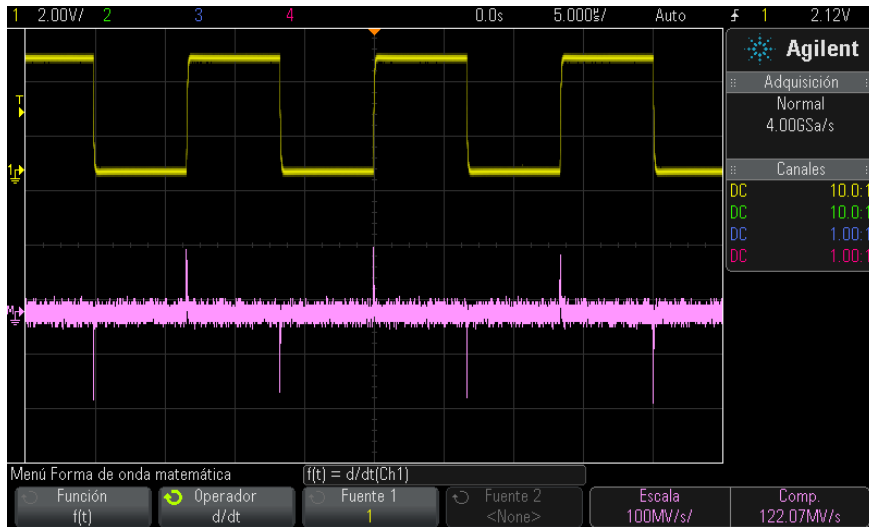 1 2.00V/ 2 3 4 0.0s 5.000µs/ Auto 1 2.12V
Agilent
Adquisición
Normal
4.00GSa/s
Canales
DC 10.0:1
DC 10.0:1
DC 1.00:1
DC 1.00:1
T
1
M
Menú Forma de onda matemática f(t) = d/dt(Ch1)
Función Operador Fuente 1 Fuente 2 Escala Comp.
f(t) d/dt 1 <None> 100MV/s/ 122.07MV/s